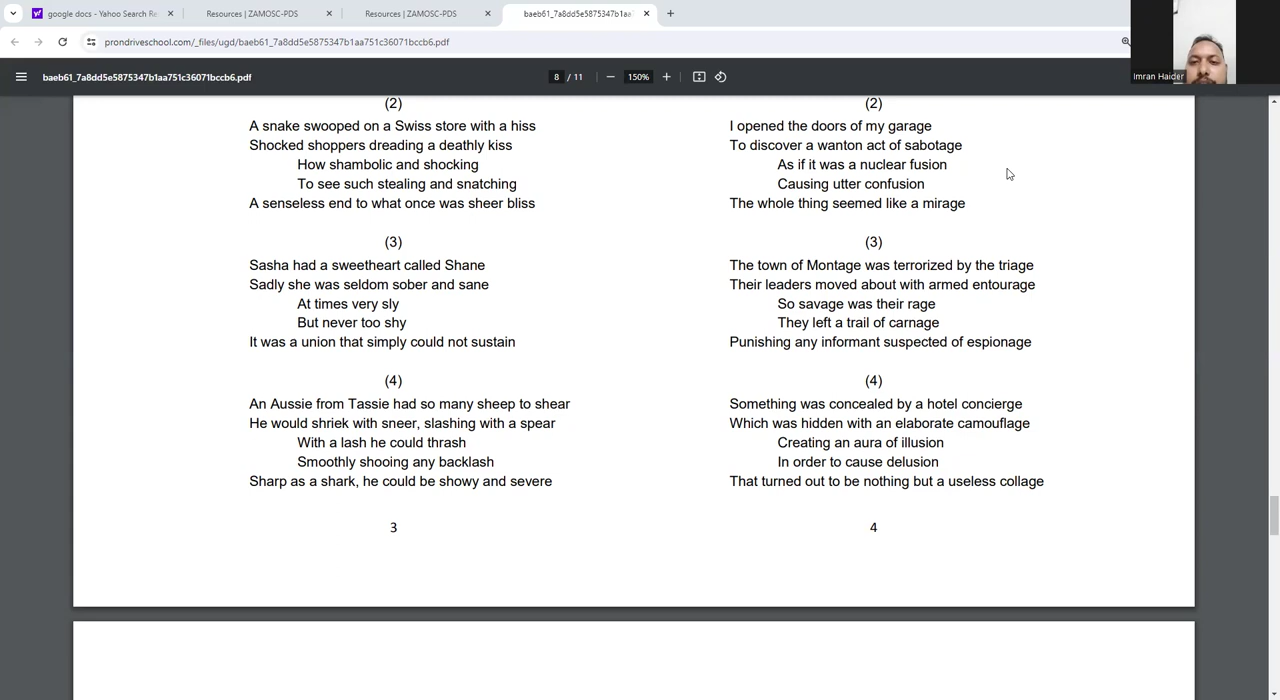 google docs - Yahoo Search Re
Resources | ZAMOSC-PDS
Resources | ZAMOSC-PDS
baeb61_7a8dd5e5875347b1aa7
prondriveschool.com/_files/ugd/baeb61_7a8dd5e5875347b1aa751c36071bccb6.pdf
baeb61_7a8dd5e5875347b1aa751c36071bccb6.pdf
8 / 11
150%
Imran Haider
(2)
A snake swooped on a Swiss store with a hiss
Shocked shoppers dreading a deathly kiss
How shambolic and shocking
To see such stealing and snatching
A senseless end to what once was sheer bliss
(3)
Sasha had a sweetheart called Shane
Sadly she was seldom sober and sane
At times very sly
But never too shy
It was a union that simply could not sustain
(4)
An Aussie from Tassie had so many sheep to shear
He would shriek with sneer, slashing with a spear
With a lash he could thrash
Smoothly shooing any backlash
Sharp as a shark, he could be showy and severe
3
(2)
I opened the doors of my garage
To discover a wanton act of sabotage
As if it was a nuclear fusion
Causing utter confusion
The whole thing seemed like a mirage
(3)
The town of Montage was terrorized by the triage
Their leaders moved about with armed entourage
So savage was their rage
They left a trail of carnage
Punishing any informant suspected of espionage
(4)
Something was concealed by a hotel concierge
Which was hidden with an elaborate camouflage
Creating an aura of illusion
In order to cause delusion
That turned out to be nothing but a useless collage
4